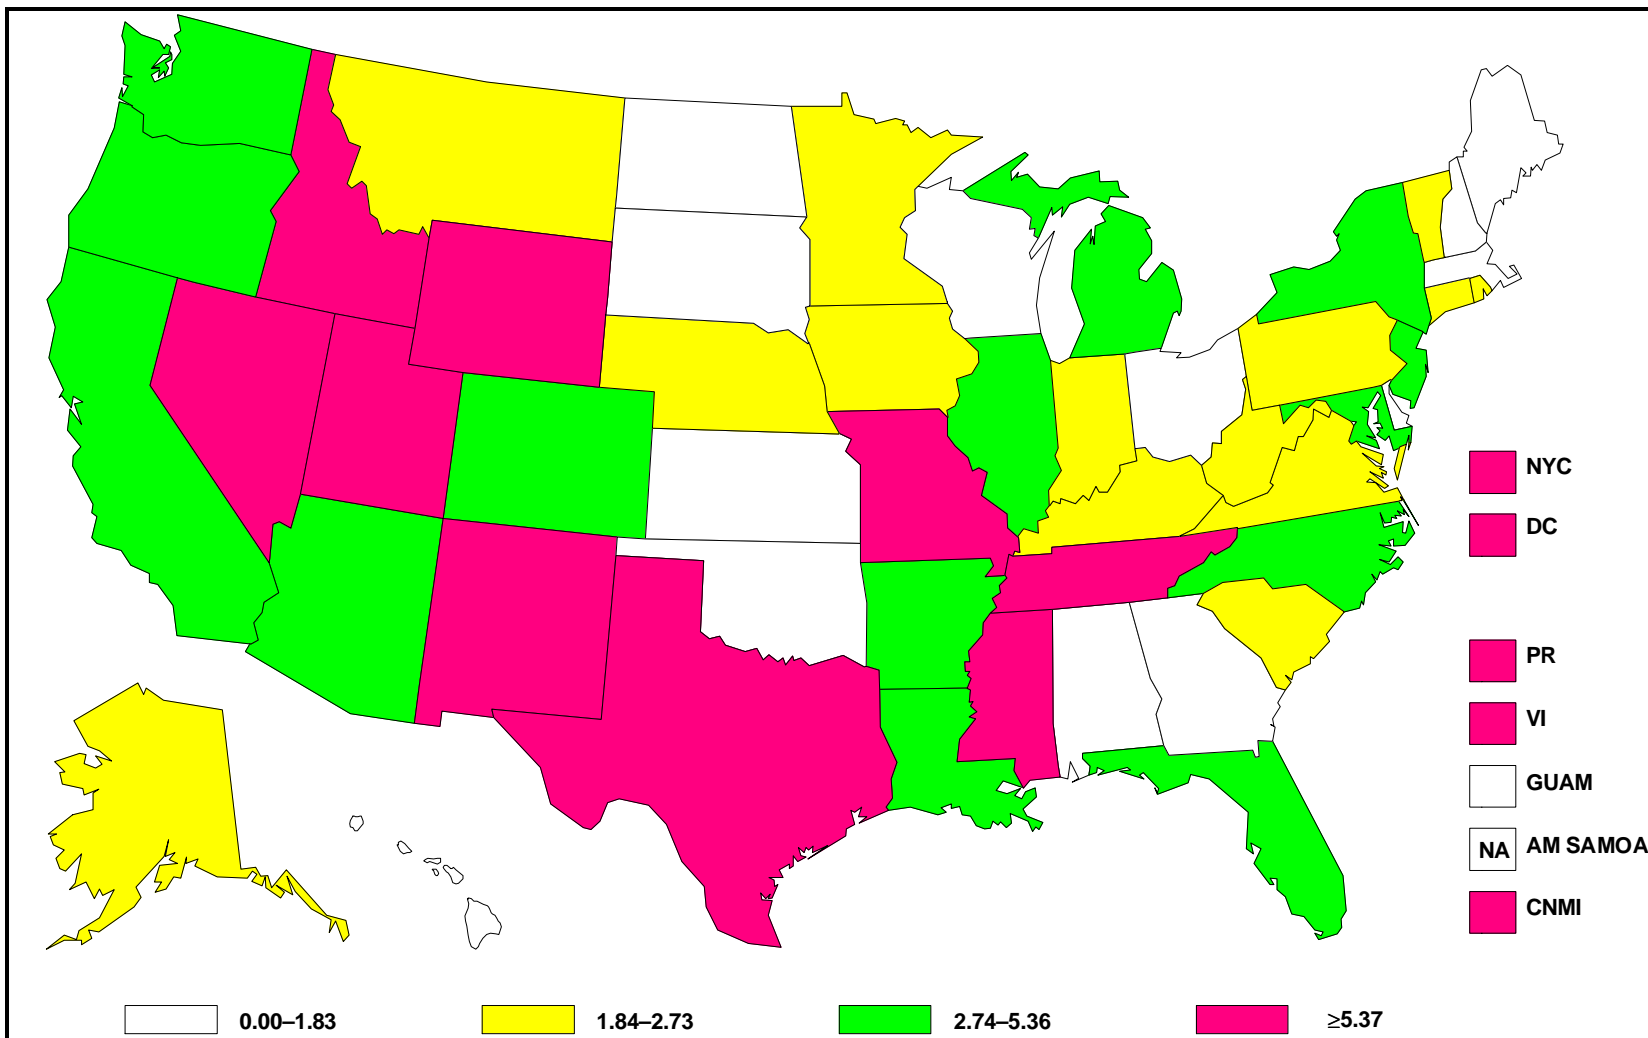 NYC
DC
PR
VI
GUAM
NA AM SAMOA
CNMI
0.00–1.83 1.84–2.73 2.74–5.36 ≥5.37